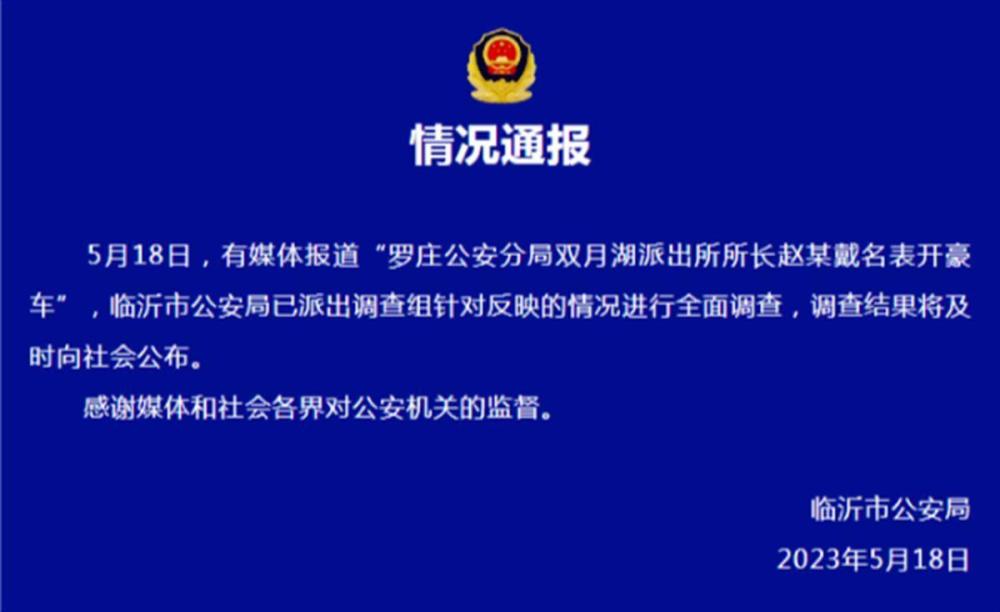 情况通报
5月18日，有媒体报道“罗庄公安分局双月湖派出所所长赵某戴名表开豪
车”，临沂市公安局已派出调查组针对反映的情况进行全面调查，调查结果将及
时向社会公布。
感谢媒体和社会各界对公安机关的监督。
临沂市公安局
2023年5月18日